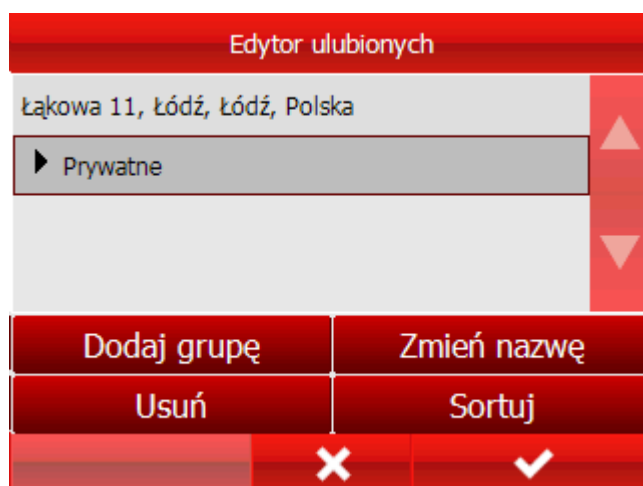 Edytor ulubionych
Łąkowa 11, Łódź, Łódź, Polska
Prywatne
Dodaj grupę
Zmień nazwę
Usuń
Sortuj